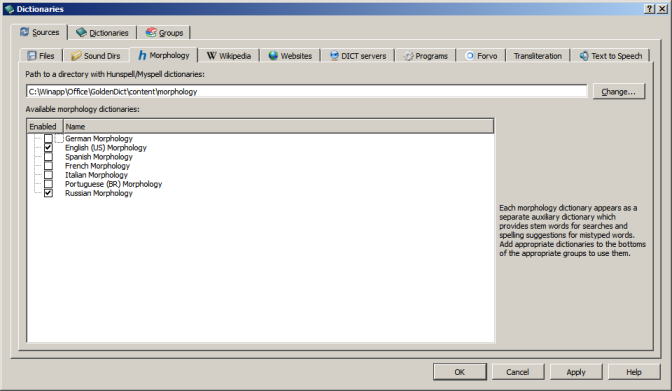 Dictionaries
Sources Dictionaries Groups
Files Sound Dirs Morphology Wikipedia Websites DICT servers Programs Forvo Transliteration Text to Speech
Path to a directory with Hunspell/Myspell dictionaries:
C:\Winapp\Office\GoldenDict\content\morphology Change...
Available morphology dictionaries:
Enabled Name
German Morphology
English (US) Morphology
Spanish Morphology
French Morphology
Italian Morphology
Portuguese (BR) Morphology
Russian Morphology
Each morphology dictionary appears as a
separate auxiliary dictionary which
provides stem words for searches and
spelling suggestions for mistyped words.
Add appropriate dictionaries to the bottoms
of the appropriate groups to use them.
OK Cancel Apply Help